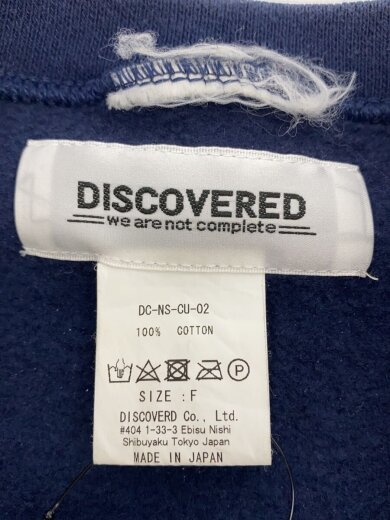 DISCOVERED
we are not complete
DC-NS-CU-02
100% COTTON
SIZE : F
DISCOVERD Co., Ltd.
#404 1-33-3 Ebisu Nishi
Shibuyaku Tokyo Japan
MADE IN JAPAN